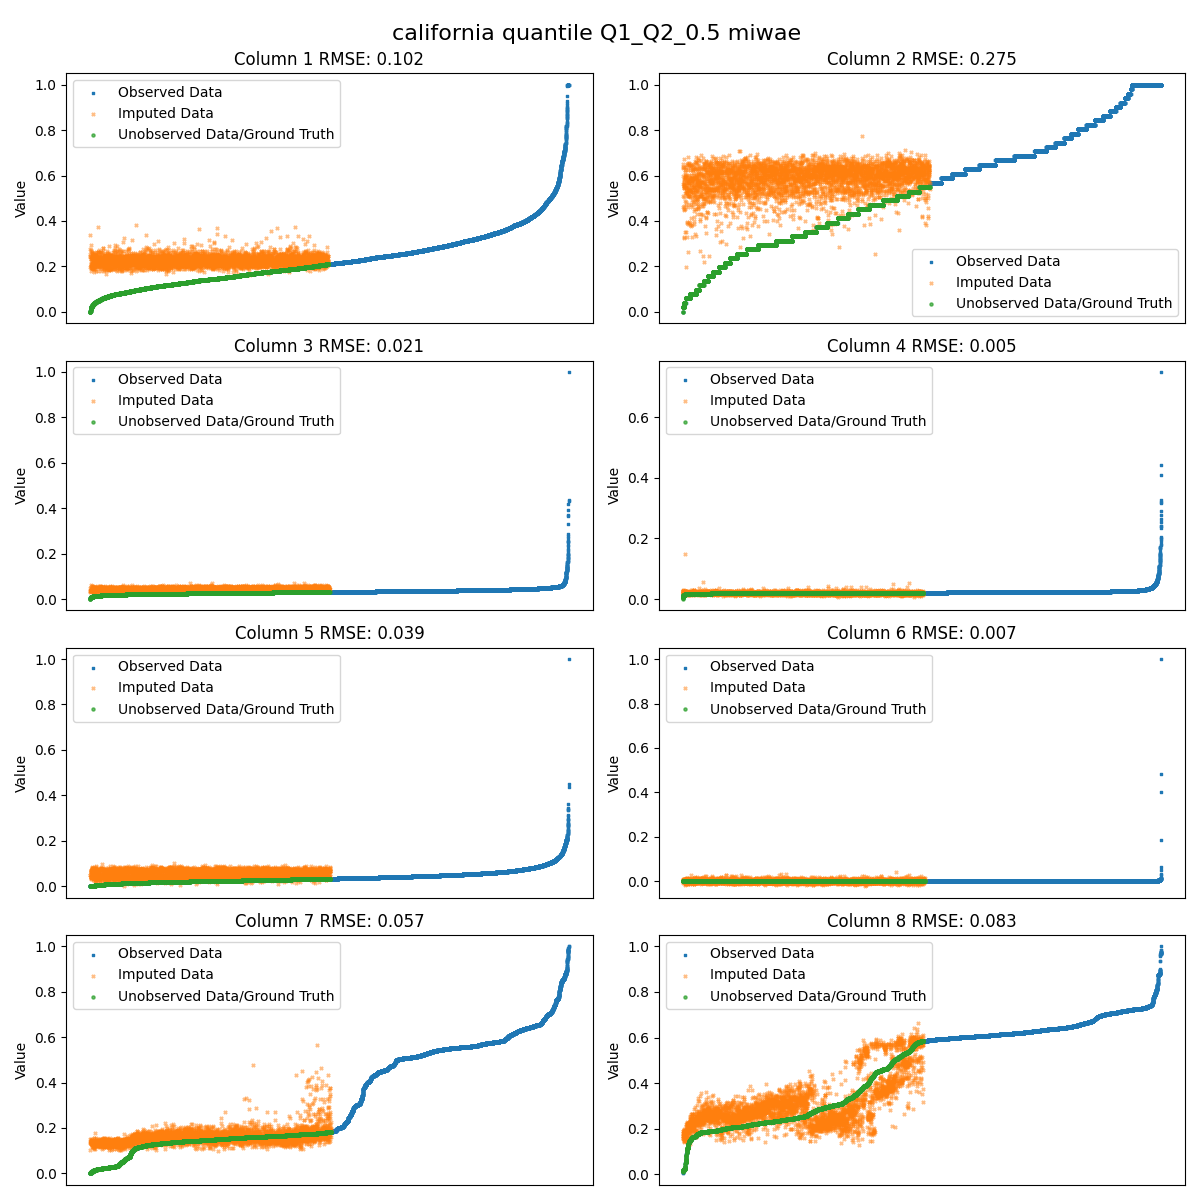 california quantile Q1_Q2_0.5 miwae
Column 1 RMSE: 0.102
Value
1.0
0.8
0.6
0.4
0.2
0.0
Observed Data
Imputed Data
Unobserved Data/Ground Truth
Column 2 RMSE: 0.275
Value
1.0
0.8
0.6
0.4
0.2
0.0
Observed Data
Imputed Data
Unobserved Data/Ground Truth
Column 3 RMSE: 0.021
Value
1.0
0.8
0.6
0.4
0.2
0.0
Observed Data
Imputed Data
Unobserved Data/Ground Truth
Column 4 RMSE: 0.005
Value
0.6
0.4
0.2
0.0
Observed Data
Imputed Data
Unobserved Data/Ground Truth
Column 5 RMSE: 0.039
Value
1.0
0.8
0.6
0.4
0.2
0.0
Observed Data
Imputed Data
Unobserved Data/Ground Truth
Column 6 RMSE: 0.007
Value
1.0
0.8
0.6
0.4
0.2
0.0
Observed Data
Imputed Data
Unobserved Data/Ground Truth
Column 7 RMSE: 0.057
Value
1.0
0.8
0.6
0.4
0.2
0.0
Observed Data
Imputed Data
Unobserved Data/Ground Truth
Column 8 RMSE: 0.083
Value
1.0
0.8
0.6
0.4
0.2
0.0
Observed Data
Imputed Data
Unobserved Data/Ground Truth